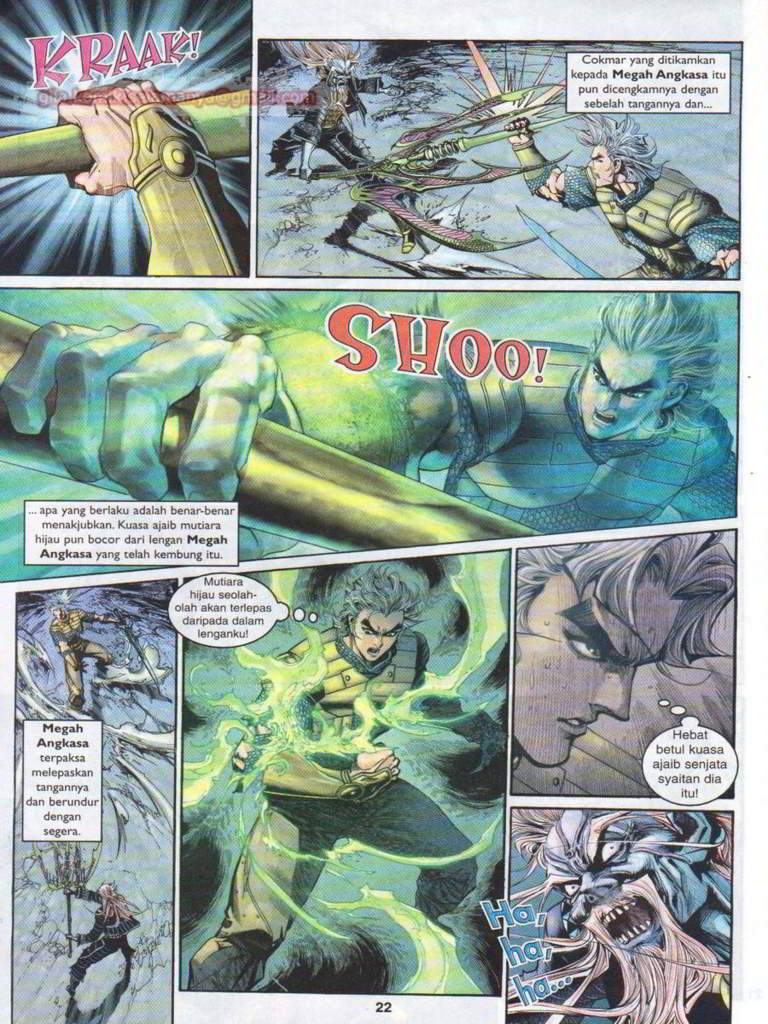 KRAAK!
Cokmar yang ditikamkan
kepada Megah Angkasa itu
pun dicengkamnya dengan
sebelah tangannya dan...
SHOO!
... apa yang berlaku adalah benar-benar
menakjubkan. Kuasa ajaib mutiara
hijau pun bocor dari lengan Megah
Angkasa yang telah kembung itu.
Mutiara
hijau seolah-
olah akan terlepas
daripada dalam
lenganku!
Megah
Angkasa
terpaksa
melepaskan
tangannya
dan berundur
dengan
segera.
Hebat
betul kuasa
ajaib senjata
syaitan dia
itu!
Ha,
ha,
ha...
22